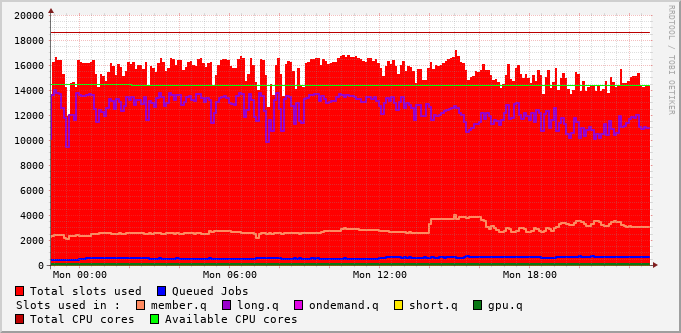 20000
18000
16000
14000
12000
10000
8000
6000
4000
2000
0
Mon 00:00 Mon 06:00 Mon 12:00 Mon 18:00
RRDTOOL / TOBI OETIKER
Total slots used Queued Jobs
Slots used in : member.q long.q ondemand.q short.q gpu.q
Total CPU cores Available CPU cores